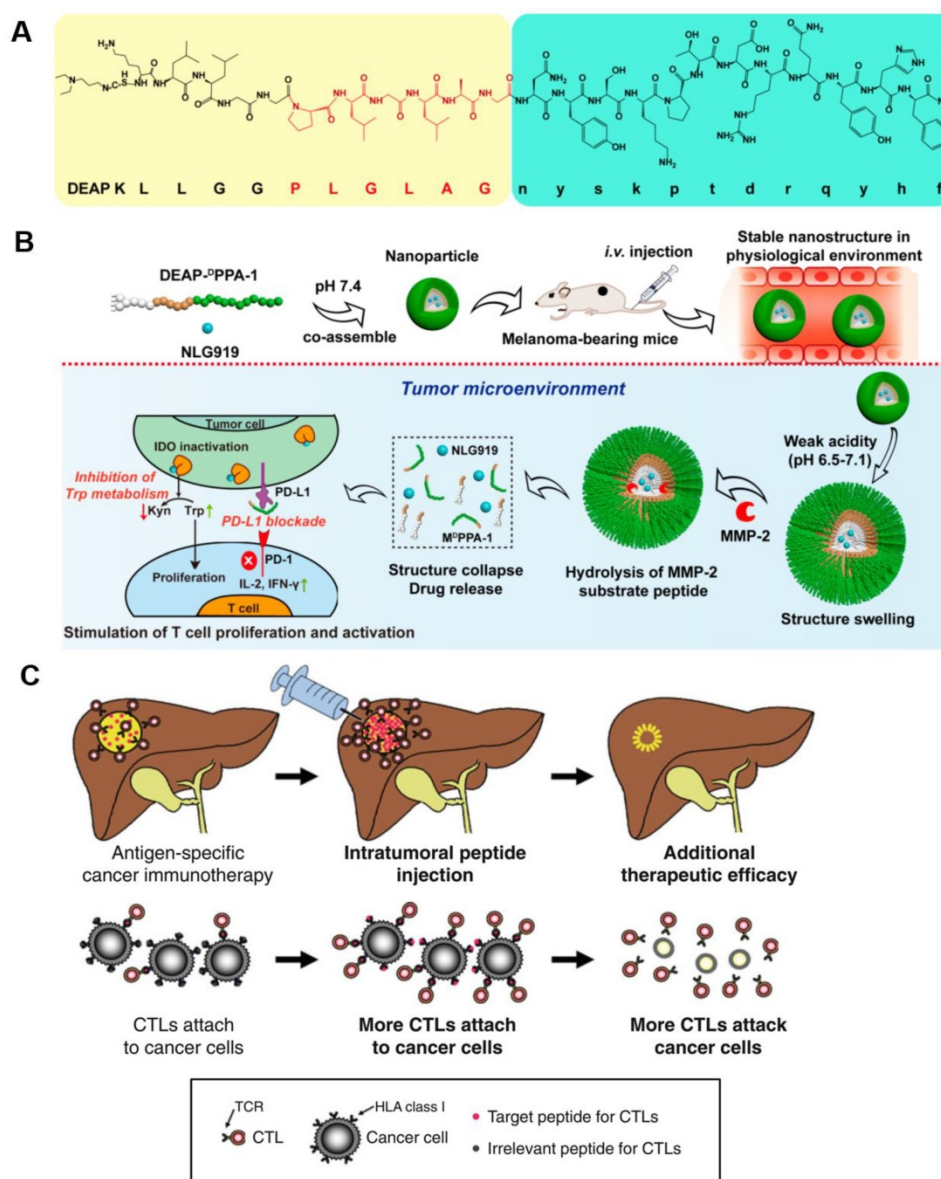 A
H₂N
DEAP K L L G G P L G L A G n y s k p t d r q y h f
B
DEAP-ᴰPPA-1
NLG919
pH 7.4
co-assemble
Nanoparticle
i.v. injection
Melanoma-bearing mice
Stable nanostructure in
physiological environment
Tumor microenvironment
Weak acidity
(pH 6.5-7.1)
Structure swelling
MMP-2
Hydrolysis of MMP-2
substrate peptide
NLG919
MᴰPPA-1
Structure collapse
Drug release
Tumor cell
IDO inactivation
Inhibition of
Trp metabolism
Kyn Trp
PD-L1
PD-L1 blockade
X PD-1
Proliferation
IL-2, IFN-γ
T cell
Stimulation of T cell proliferation and activation
C
Antigen-specific
cancer immunotherapy
Intratumoral peptide
injection
Additional
therapeutic efficacy
CTLs attach
to cancer cells
More CTLs attach
to cancer cells
More CTLs attack
cancer cells
TCR
CTL
HLA class I
Cancer cell
Target peptide for CTLs
Irrelevant peptide for CTLs